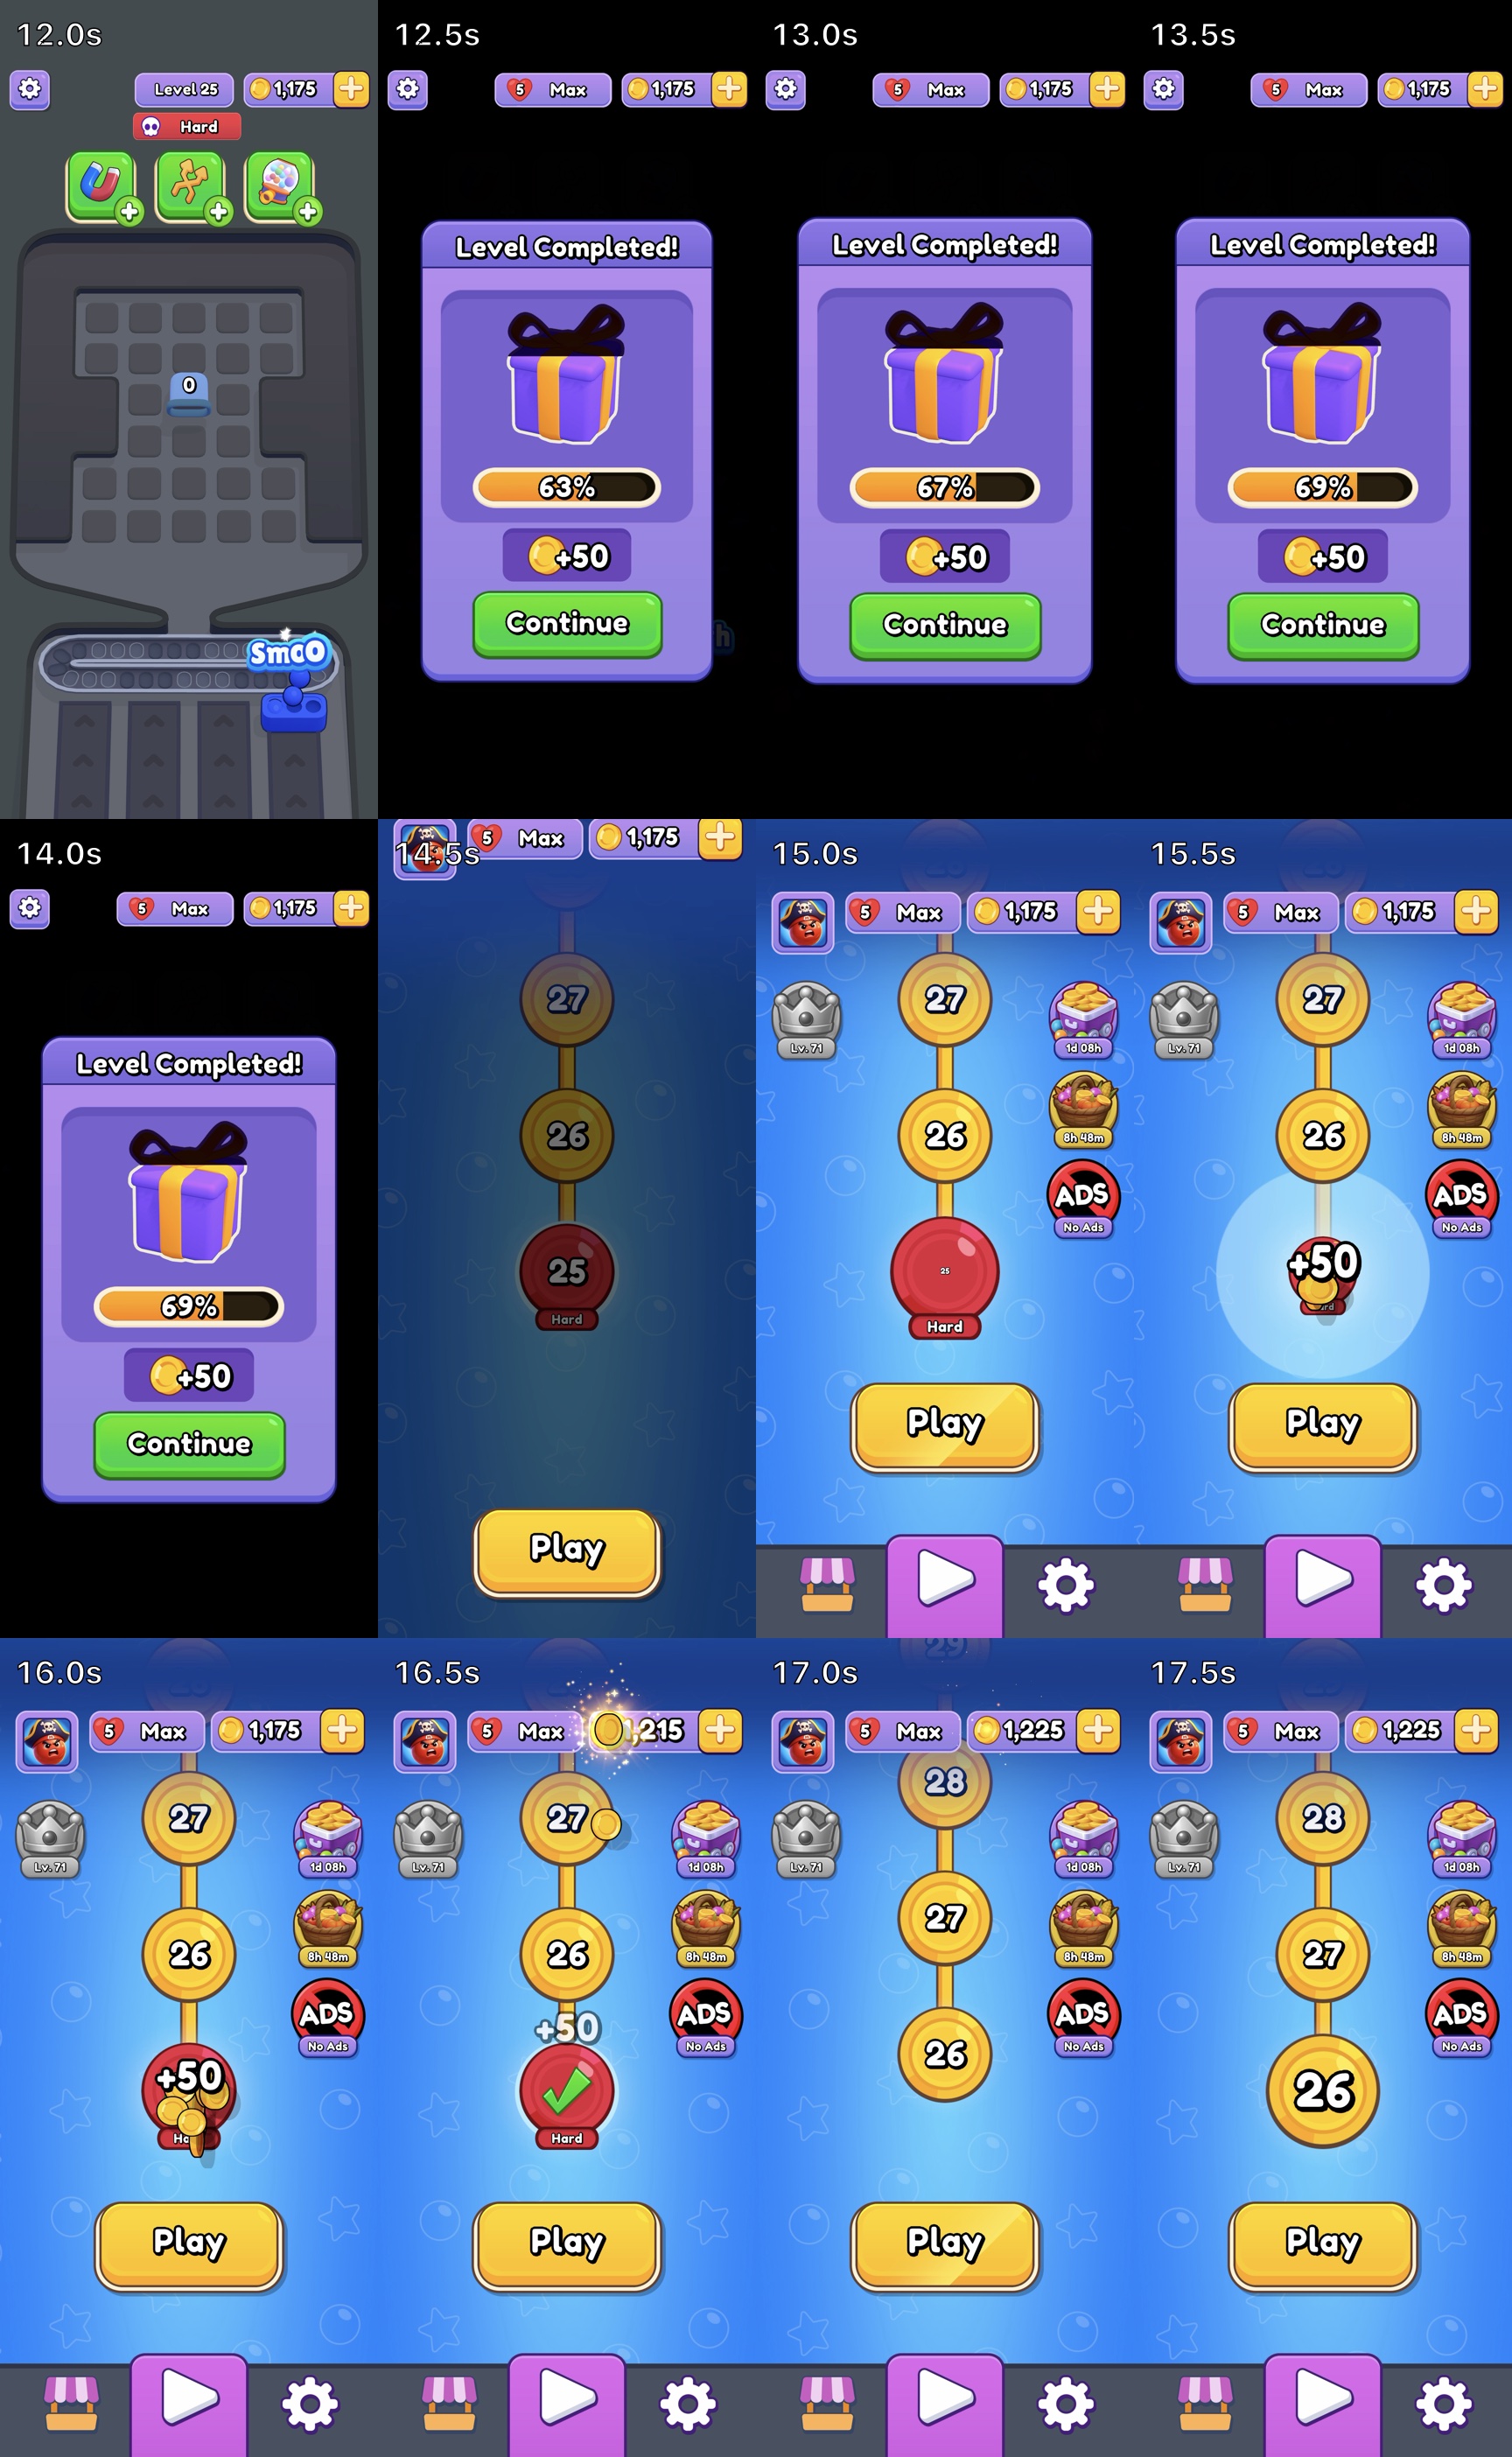 12.0s
Level 25
1,175
Hard
0
12.5s
5 Max
1,175
Level Completed!
63%
+50
Continue
h
13.0s
5 Max
1,175
Level Completed!
67%
+50
Continue
13.5s
5 Max
1,175
Level Completed!
69%
+50
Continue
14.0s
5 Max
1,175
Level Completed!
69%
+50
Continue
14.5s
5 Max
1,175
27
26
25
Hard
Play
15.0s
5 Max
1,175
27
Lv. 71
1d 08h
26
8h 48m
ADS
No Ads
25
Hard
Play
15.5s
5 Max
1,175
27
Lv. 71
1d 08h
26
8h 48m
ADS
No Ads
+50
Play
16.0s
5 Max
1,175
27
Lv. 71
1d 08h
26
8h 48m
ADS
No Ads
+50
Play
16.5s
5 Max
1,215
27
Lv. 71
1d 08h
26
8h 48m
ADS
No Ads
+50
Hard
Play
17.0s
29
5 Max
1,225
28
Lv. 71
1d 08h
27
8h 48m
ADS
No Ads
26
Play
17.5s
5 Max
1,225
28
Lv. 71
1d 08h
27
8h 48m
ADS
No Ads
26
Play